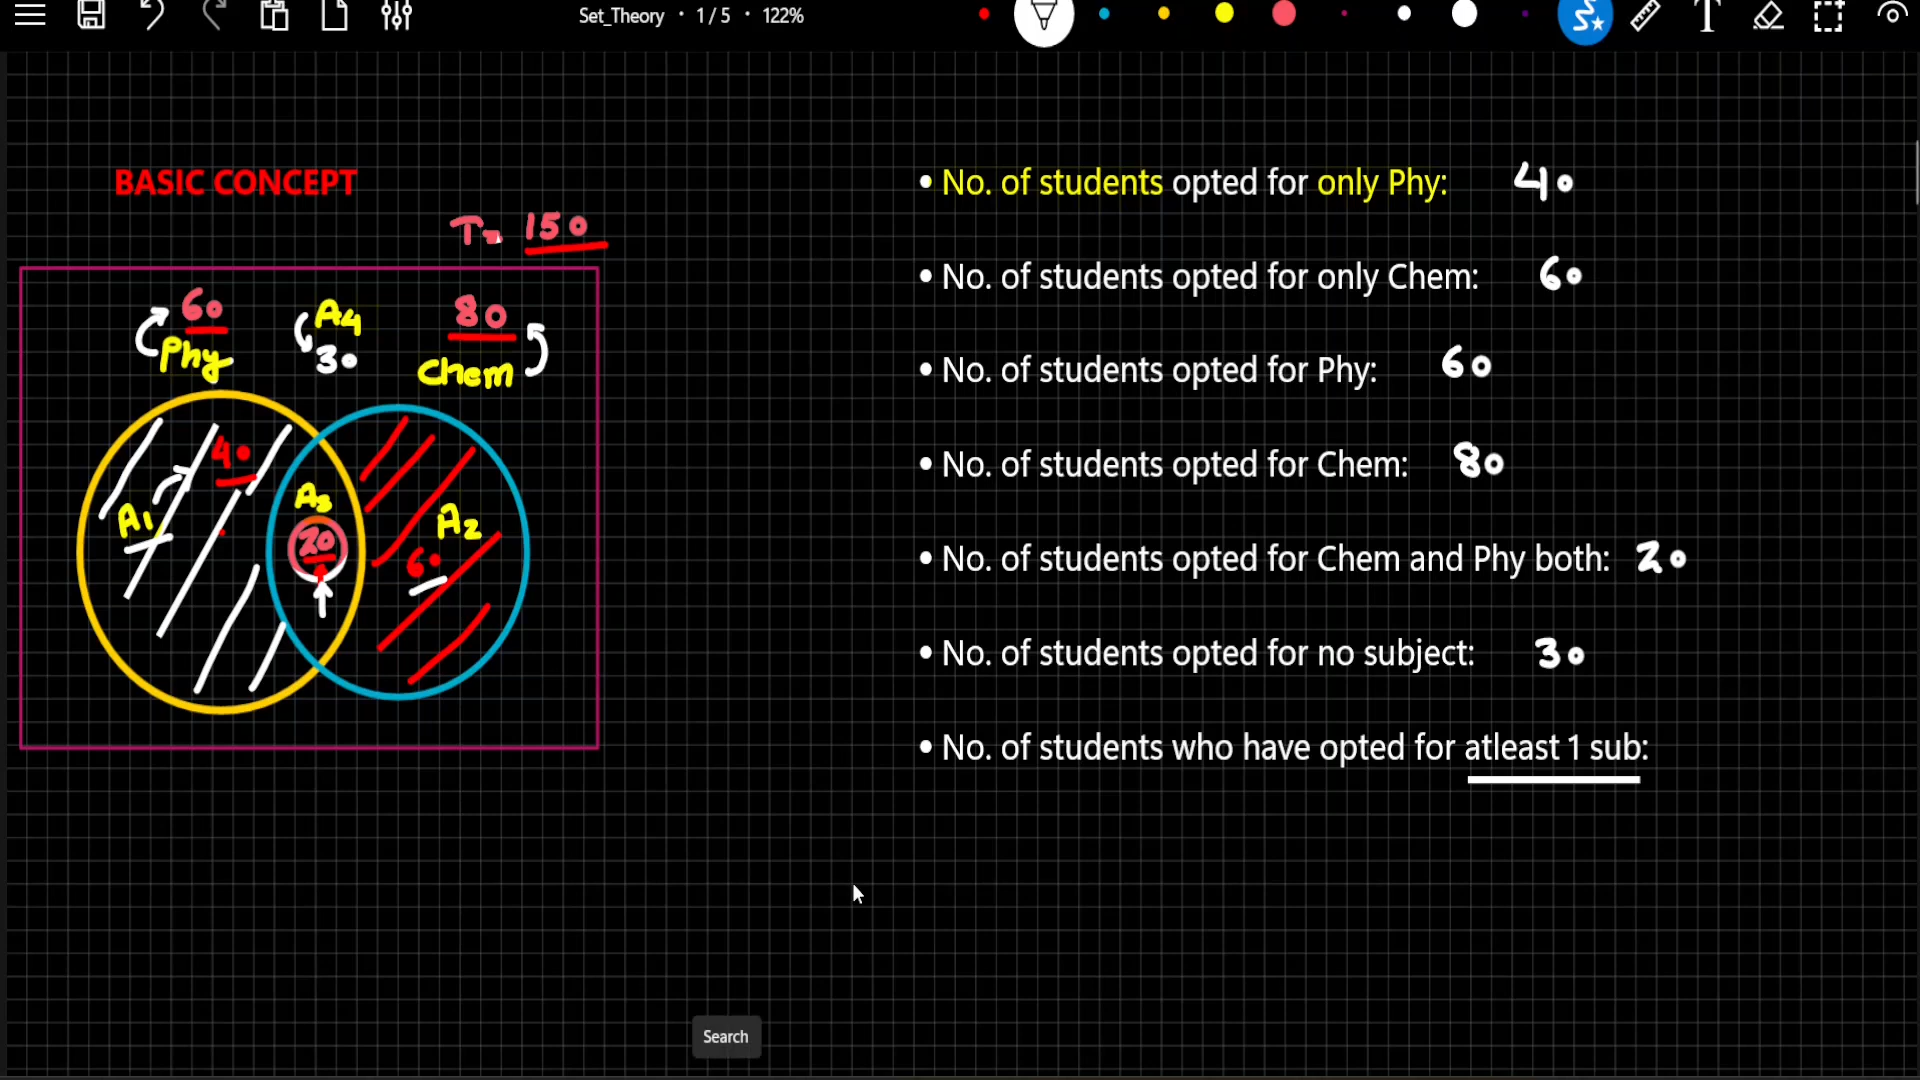 Set_Theory • 1 / 5 • 122%
T
BASIC CONCEPT
T= 150
60
A4
80
Phy
30
Chem
40
A1
A3
A2
20
60
• No. of students opted for only Phy: 40
• No. of students opted for only Chem: 60
• No. of students opted for Phy: 60
• No. of students opted for Chem: 80
• No. of students opted for Chem and Phy both: 20
• No. of students opted for no subject: 30
• No. of students who have opted for atleast 1 sub:
Search